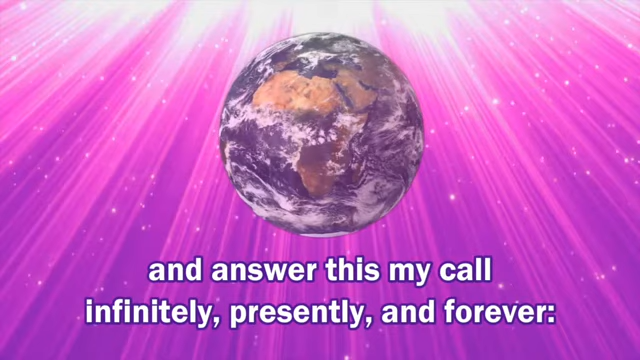 and answer this my call
infinitely, presently, and forever: